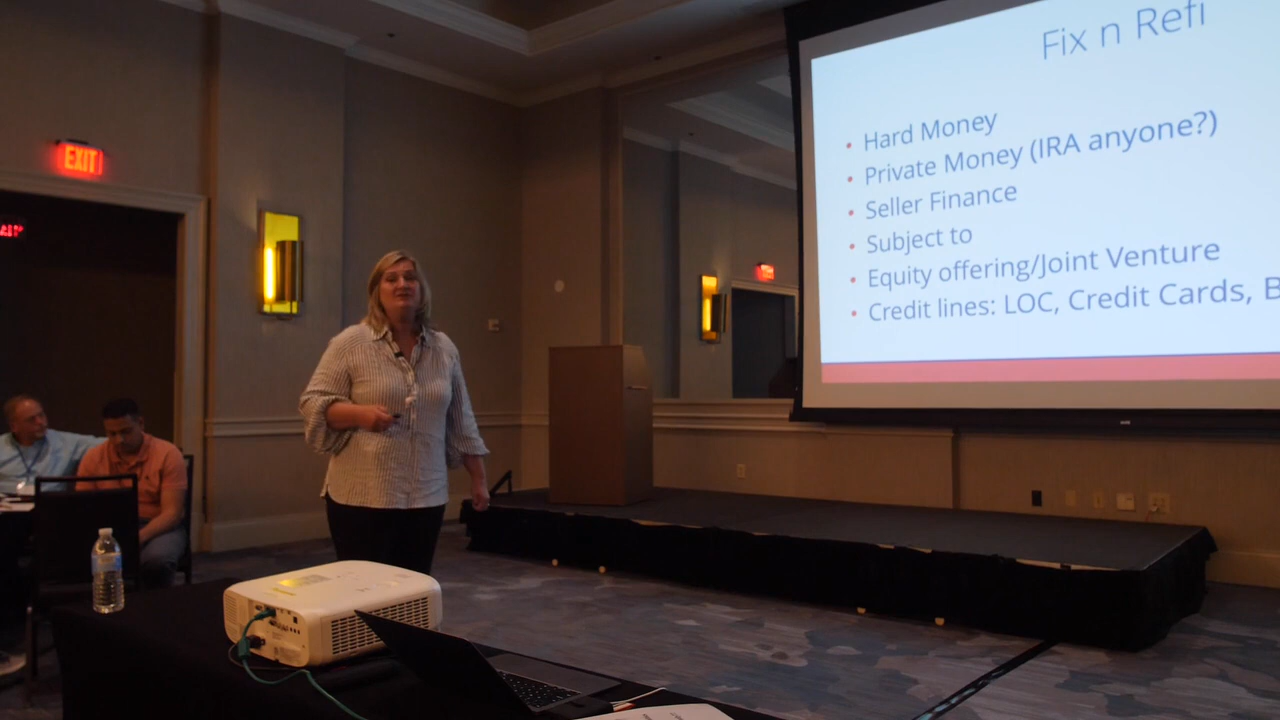 Fix n Refi
Hard Money
Private Money (IRA anyone?)
Seller Finance
Subject to
Equity offering/Joint Venture
Credit lines: LOC, Credit Cards, B
EXIT
EXIT